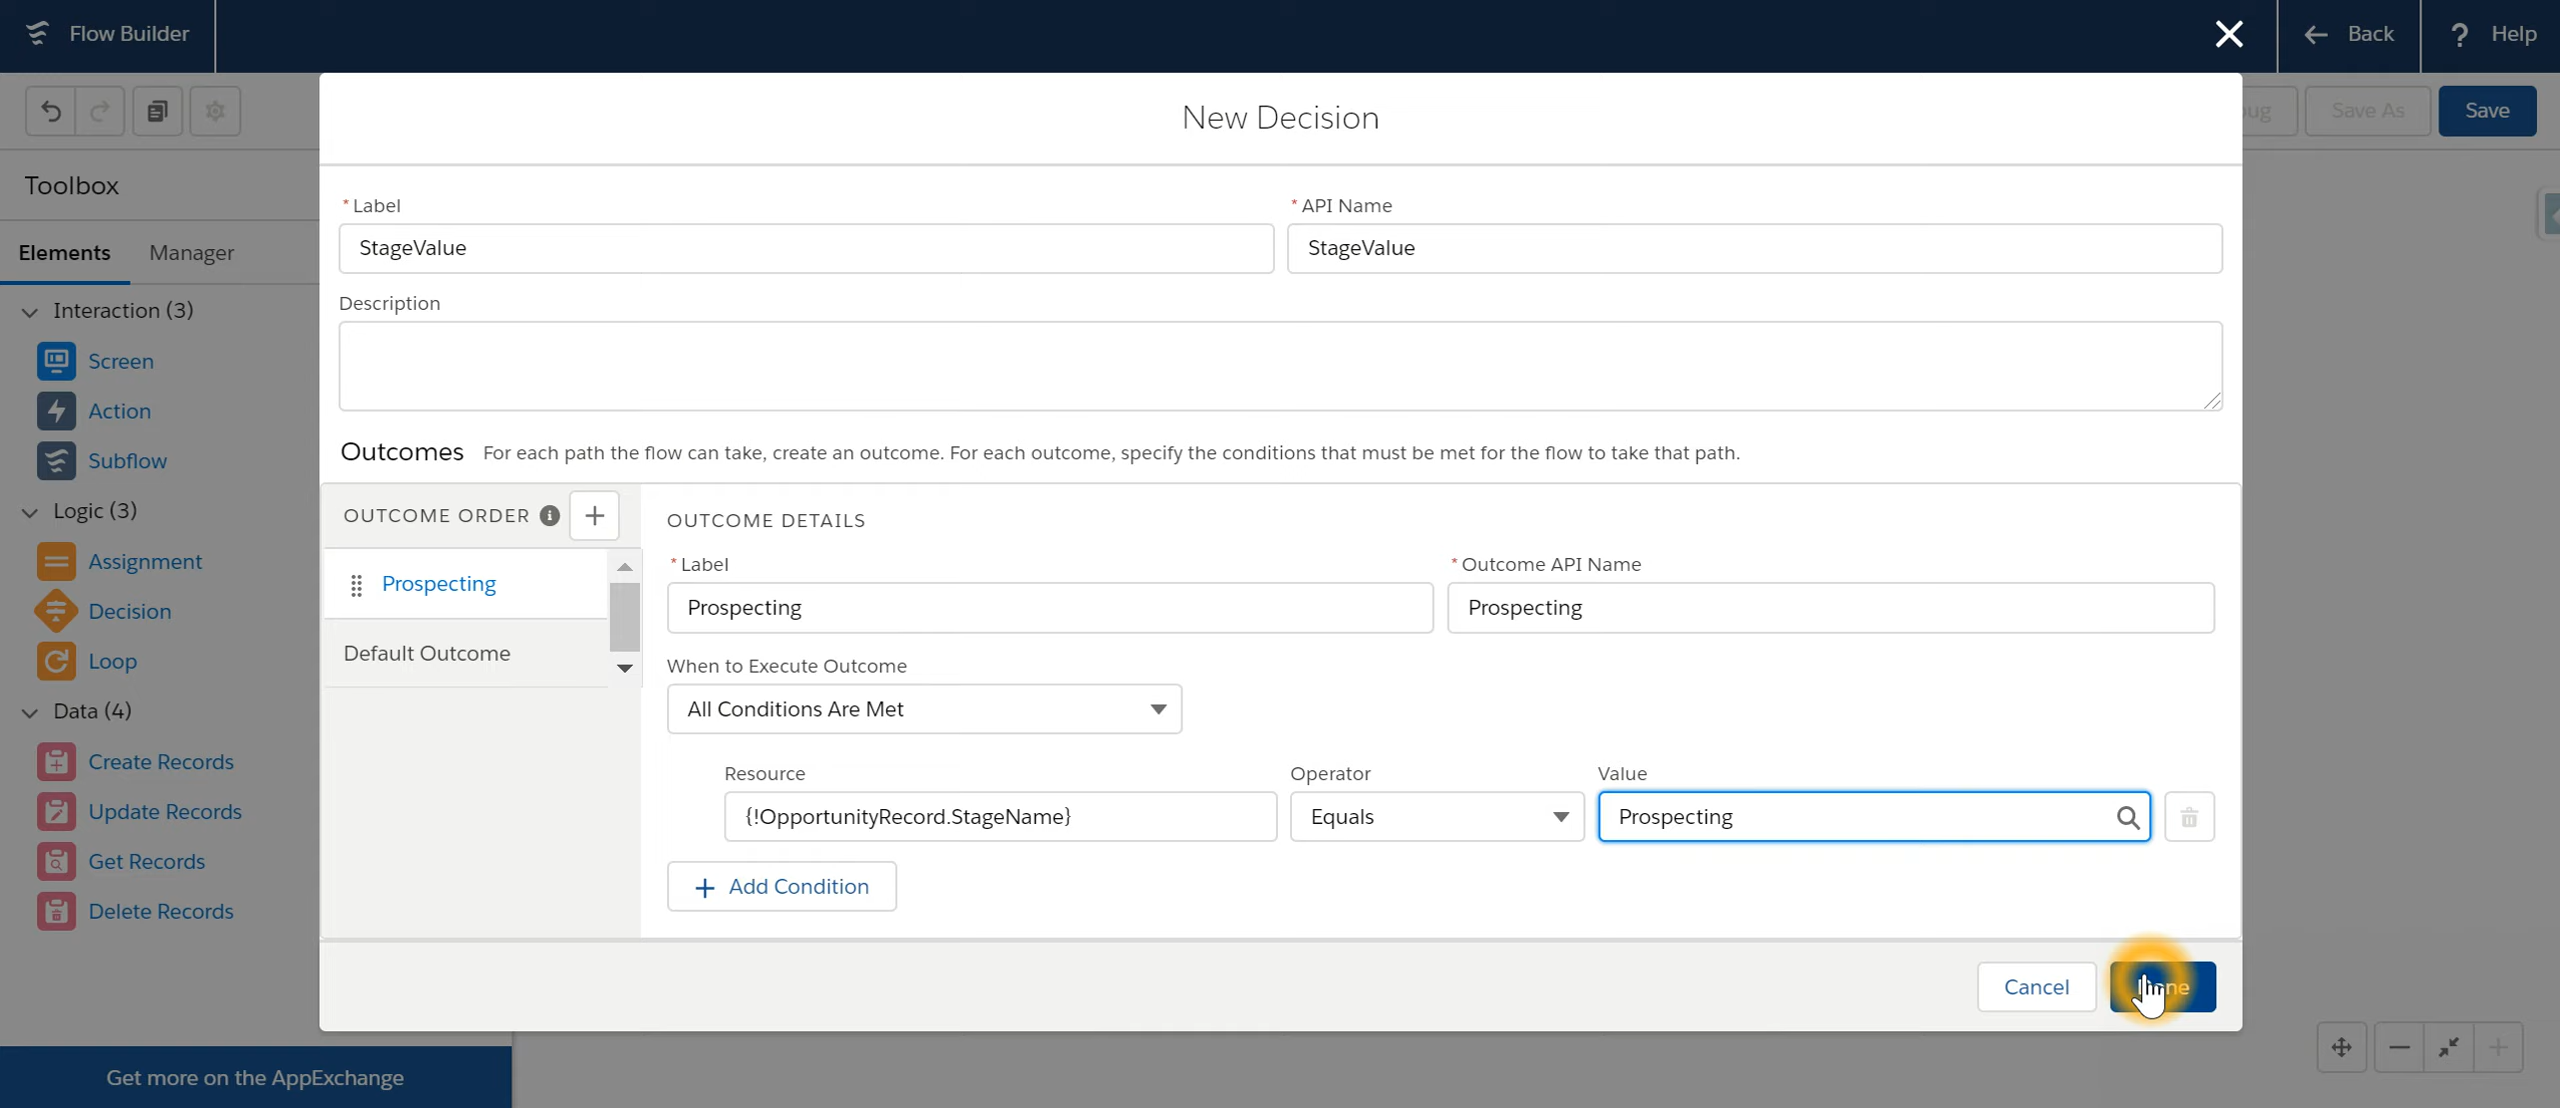 Flow Builder
Back
? Help
Save As
Save
New Decision
Toolbox
* Label
* API Name
StageValue
StageValue
Elements
Manager
Description
Interaction (3)
Screen
Action
Subflow
Outcomes For each path the flow can take, create an outcome. For each outcome, specify the conditions that must be met for the flow to take that path.
Logic (3)
OUTCOME ORDER
OUTCOME DETAILS
Assignment
* Label
* Outcome API Name
Prospecting
Prospecting
Prospecting
Decision
Default Outcome
When to Execute Outcome
Loop
All Conditions Are Met
Data (4)
Create Records
Resource
Operator
Value
Update Records
{!OpportunityRecord.StageName}
Equals
Prospecting
Get Records
+ Add Condition
Delete Records
Cancel
Get more on the AppExchange